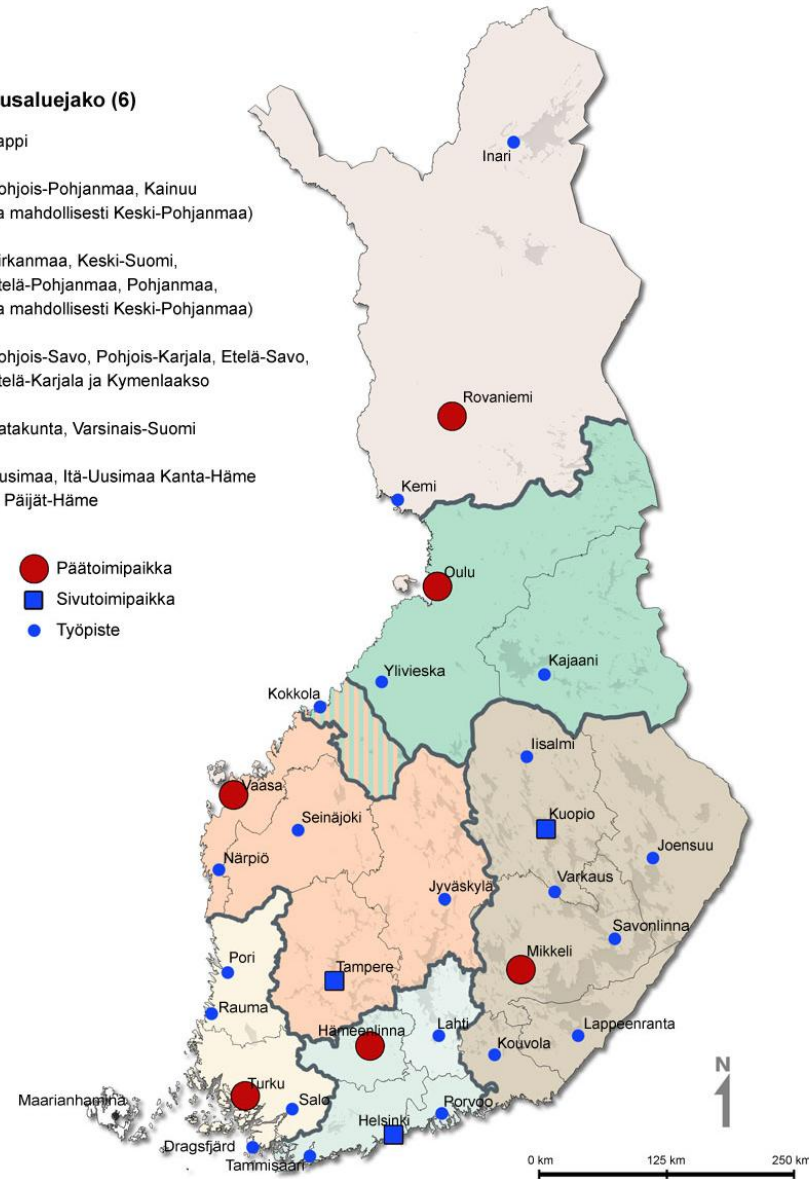 usaluejako (6)
appi
ohjois-Pohjanmaa, Kainuu
a mahdollisesti Keski-Pohjanmaa)
irkanmaa, Keski-Suomi,
telä-Pohjanmaa, Pohjanmaa,
a mahdollisesti Keski-Pohjanmaa)
ohjois-Savo, Pohjois-Karjala, Etelä-Savo,
telä-Karjala ja Kymenlaakso
atakunta, Varsinais-Suomi
usimaa, Itä-Uusimaa Kanta-Häme
Päijät-Häme
Päätoimipaikka
Sivutoimipaikka
Työpiste
Inari
Rovaniemi
Kemi
Oulu
Ylivieska
Kajaani
Kokkola
Iisalmi
Vaasa
Seinäjoki
Kuopio
Närpiö
Joensuu
Jyväskylä
Varkaus
Savonlinna
Pori
Tampere
Mikkeli
Rauma
Hämeenlinna
Lahti
Kouvola
Lappeenranta
Turku
Salo
Maarianhamina
Helsinki
Porvoo
Dragsfjärd
Tammisaari
N
0 km
125 km
250 km